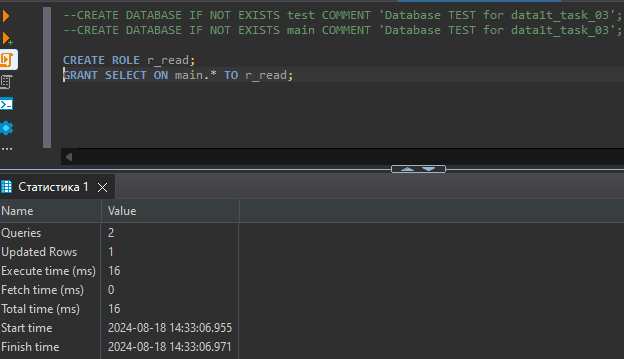 --CREATE DATABASE IF NOT EXISTS test COMMENT 'Database TEST for data1t_task_03';
--CREATE DATABASE IF NOT EXISTS main COMMENT 'Database TEST for data1t_task_03';
CREATE ROLE r_read;
GRANT SELECT ON main.* TO r_read;
Статистика 1
Name Value
Queries 2
Updated Rows 1
Execute time (ms) 16
Fetch time (ms) 0
Total time (ms) 16
Start time 2024-08-18 14:33:06.955
Finish time 2024-08-18 14:33:06.971